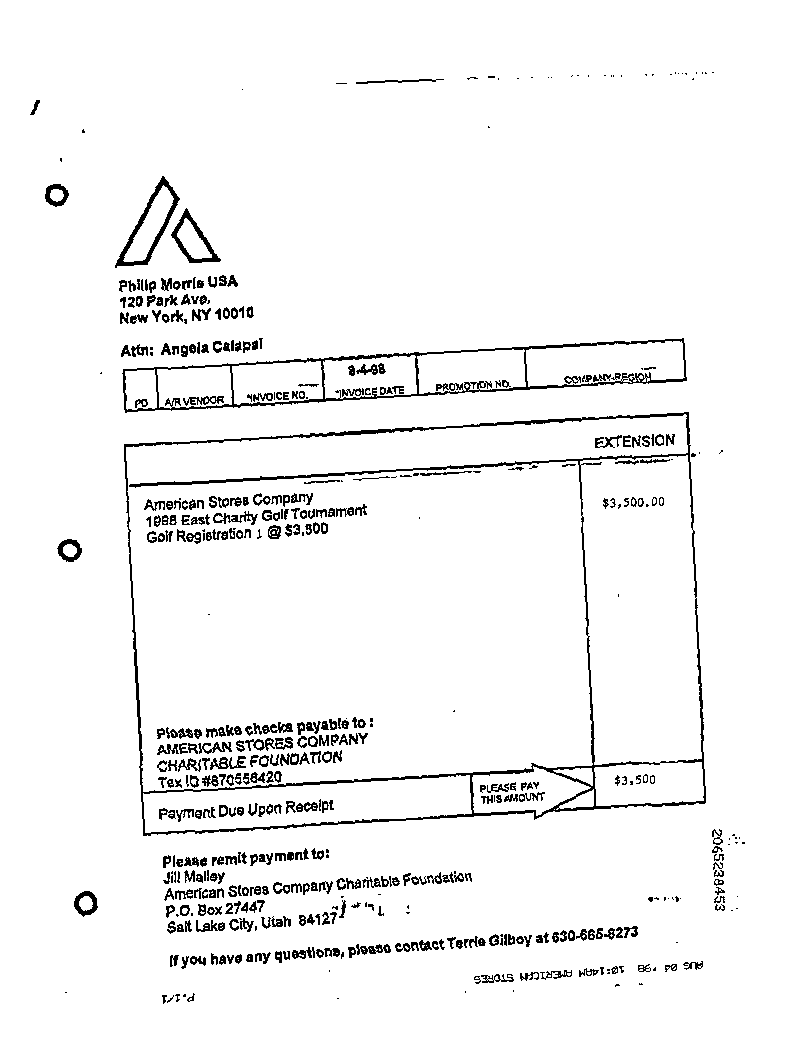 Philip Morris USA
120 Park Ave.
New York, NY 10010
Attn: Angela Calapai
8-4-98
PD A/R VENDOR *INVOICE NO. *INVOICE DATE PROMOTION NO. COMPANY-REGION
EXTENSION
American Stores Company
1998 East Charity Golf Tournament
Golf Registration 1 @ $3,500
$3,500.00
Please make checks payable to :
AMERICAN STORES COMPANY
CHARITABLE FOUNDATION
Tax ID #870556420
Payment Due Upon Receipt
PLEASE PAY
THIS AMOUNT
$3,500
Please remit payment to:
Jill Malley
American Stores Company Charitable Foundation
P.O. Box 27447
Salt Lake City, Utah 84127
If you have any questions, please contact Terrie Gilboy at 630-665-8273
2065238453
AUG 04 '98 10:14AM AMERICAN STORES
P.1/1